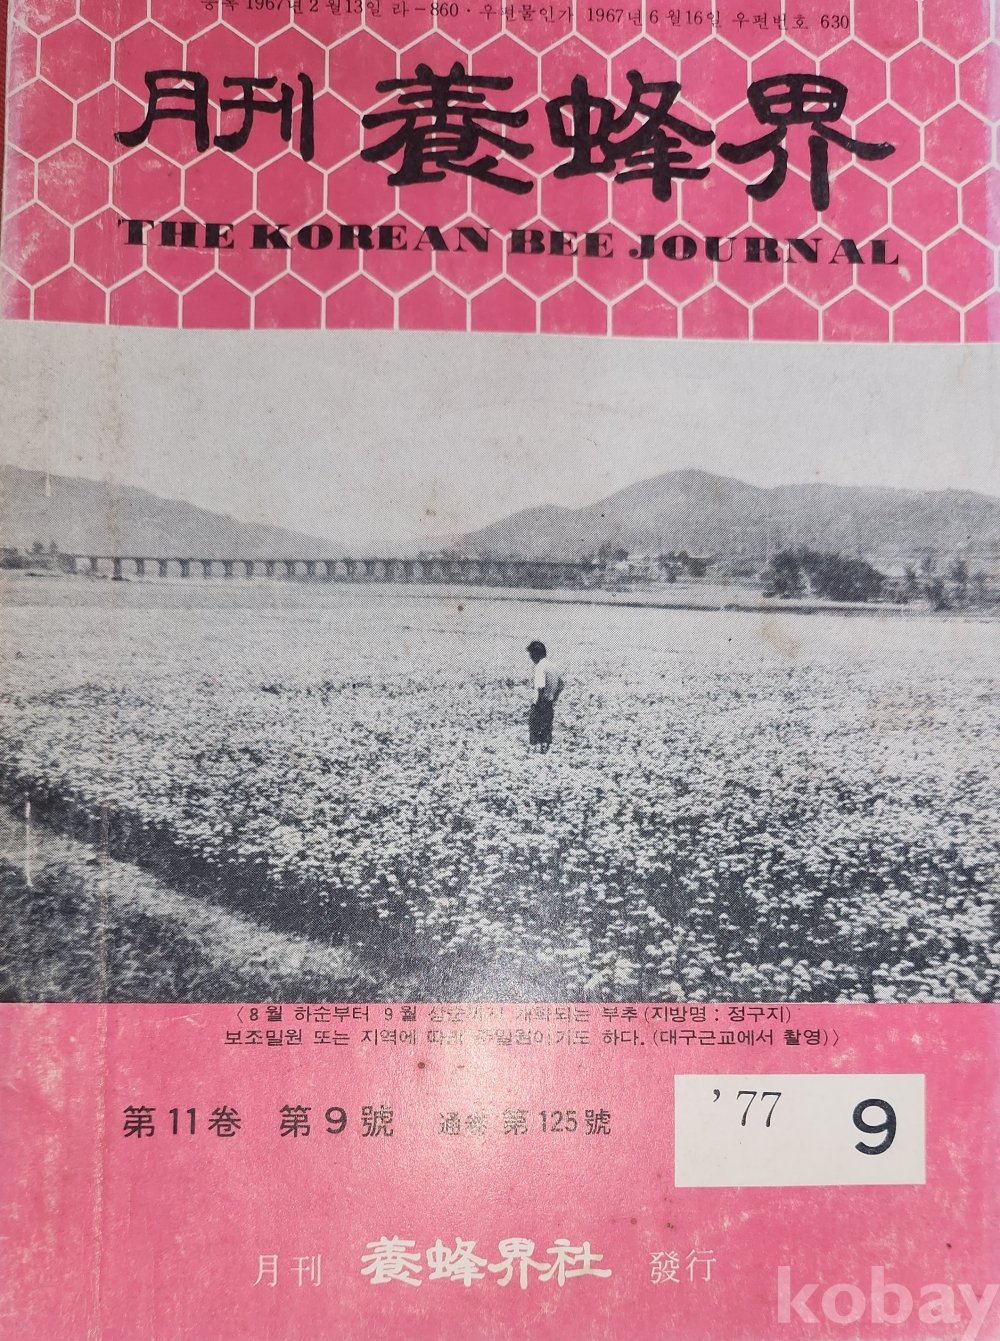 등록 1967년 2월13일 라-860·우편물인가 1967년 6월16일 우편번호 630
月刊 養蜂界
THE KOREAN BEE JOURNAL
〈8월 하순부터 9월 개화되는 부추(지방명:정구지)
보조밀원 또는 지역에 따라 주밀원이기도 하다.(대구근교에서 촬영)〉
第11卷 第9號 通卷 第125號
'77 9
月刊 養蜂界社 發行
kobay